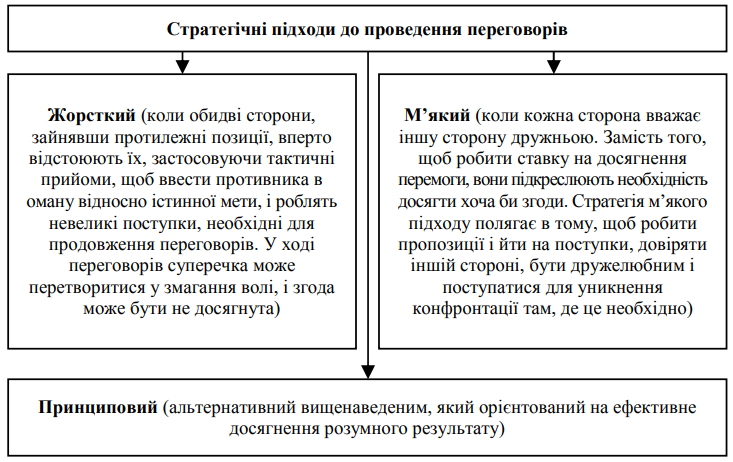 Стратегічні підходи до проведення переговорів
Жорсткий (коли обидві сторони,
зайнявши протилежні позиції, вперто
відстоюють їх, застосовуючи тактичні
прийоми, щоб ввести противника в
оману відносно істинної мети, і роблять
невеликі поступки, необхідні для
продовження переговорів. У ході
переговорів суперечка може
перетворитися у змагання волі, і згода
може бути не досягнута)
М’який (коли кожна сторона вважає
іншу сторону дружньою. Замість того,
щоб робити ставку на досягнення
перемоги, вони підкреслюють необхідність
досягти хоча би згоди. Стратегія м’якого
підходу полягає в тому, щоб робити
пропозиції і йти на поступки, довіряти
іншій стороні, бути дружелюбним і
поступатися для уникнення
конфронтації там, де це необхідно)
Принциповий (альтернативний вищенаведеним, який орієнтований на ефективне
досягнення розумного результату)